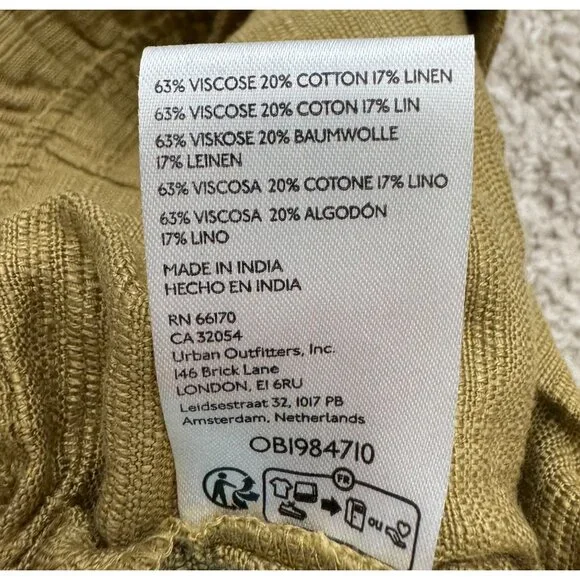 63% VISCOSE 20% COTTON 17% LINEN
63% VISCOSE 20% COTON 17% LIN
63% VISKOSE 20% BAUMWOLLE
17% LEINEN
63% VISCOSA 20% COTONE 17% LINO
63% VISCOSA 20% ALGODÓN
17% LINO
MADE IN INDIA
HECHO EN INDIA
RN 66170
CA 32054
Urban Outfitters, Inc.
146 Brick Lane
LONDON, E1 6RU
Leidsestraat 32, 1017 PB
Amsterdam, Netherlands
OB1984710
FR
ou